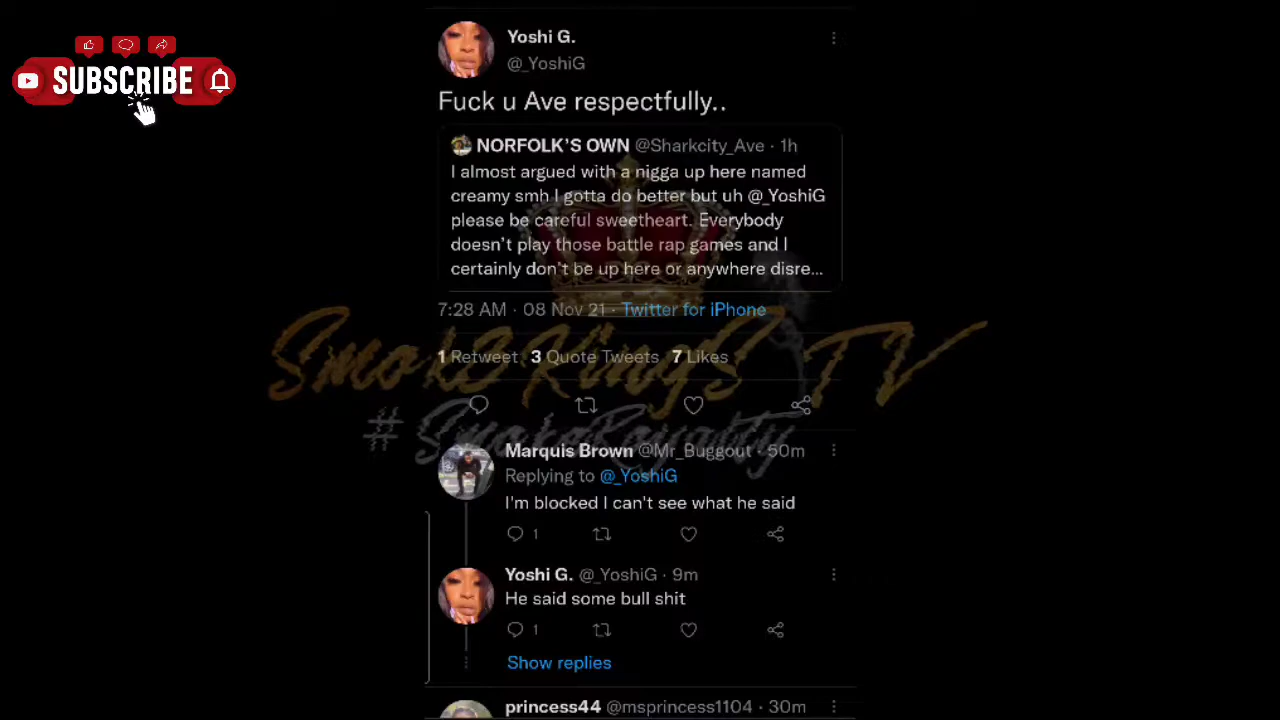 SUBSCRIBE
Yoshi G.
@_YoshiG
Fuck u Ave respectfully..
NORFOLK'S OWN @Sharkcity_Ave · 1h
I almost argued with a nigga up here named
creamy smh I gotta do better but uh @_YoshiG
please be careful sweetheart. Everybody
doesn't play those battle rap games and I
certainly don't be up here or anywhere disre...
7:28 AM · 08 Nov 21 · Twitter for iPhone
1 Retweet 3 Quote Tweets 7 Likes
Smok3KingS TV
#SmokeRoyalty
Marquis Brown @Mr_Buggout · 50m
Replying to @_YoshiG
I'm blocked I can't see what he said
1
Yoshi G. @_YoshiG · 9m
He said some bull shit
1
Show replies
princess44 @msprincess1104 · 30m